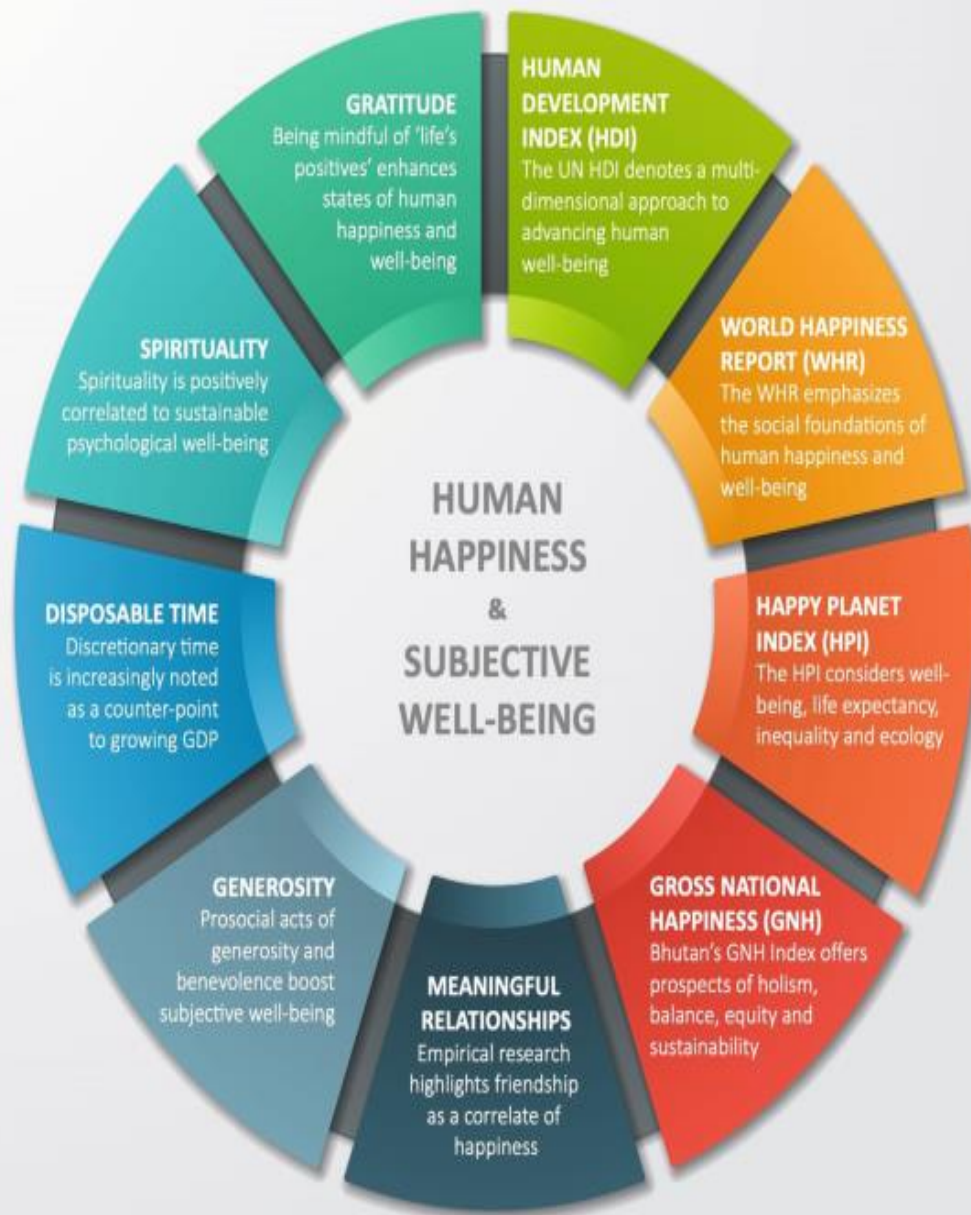 HUMAN
HAPPINESS
&
SUBJECTIVE
WELL-BEING
HUMAN
DEVELOPMENT
INDEX (HDI)
The UN HDI denotes a multi-
dimensional approach to
advancing human
well-being
WORLD HAPPINESS
REPORT (WHR)
The WHR emphasizes
the social foundations of
human happiness and
well-being
HAPPY PLANET
INDEX (HPI)
The HPI considers well-
being, life expectancy,
inequality and ecology
GROSS NATIONAL
HAPPINESS (GNH)
Bhutan's GNH Index offers
prospects of holism,
balance, equity and
sustainability
MEANINGFUL
RELATIONSHIPS
Empirical research
highlights friendship
as a correlate of
happiness
GENEROSITY
Prosocial acts of
generosity and
benevolence boost
subjective well-being
DISPOSABLE TIME
Discretionary time
is increasingly noted
as a counter-point
to growing GDP
SPIRITUALITY
Spirituality is positively
correlated to sustainable
psychological well-being
GRATITUDE
Being mindful of 'life's
positives' enhances
states of human
happiness and
well-being